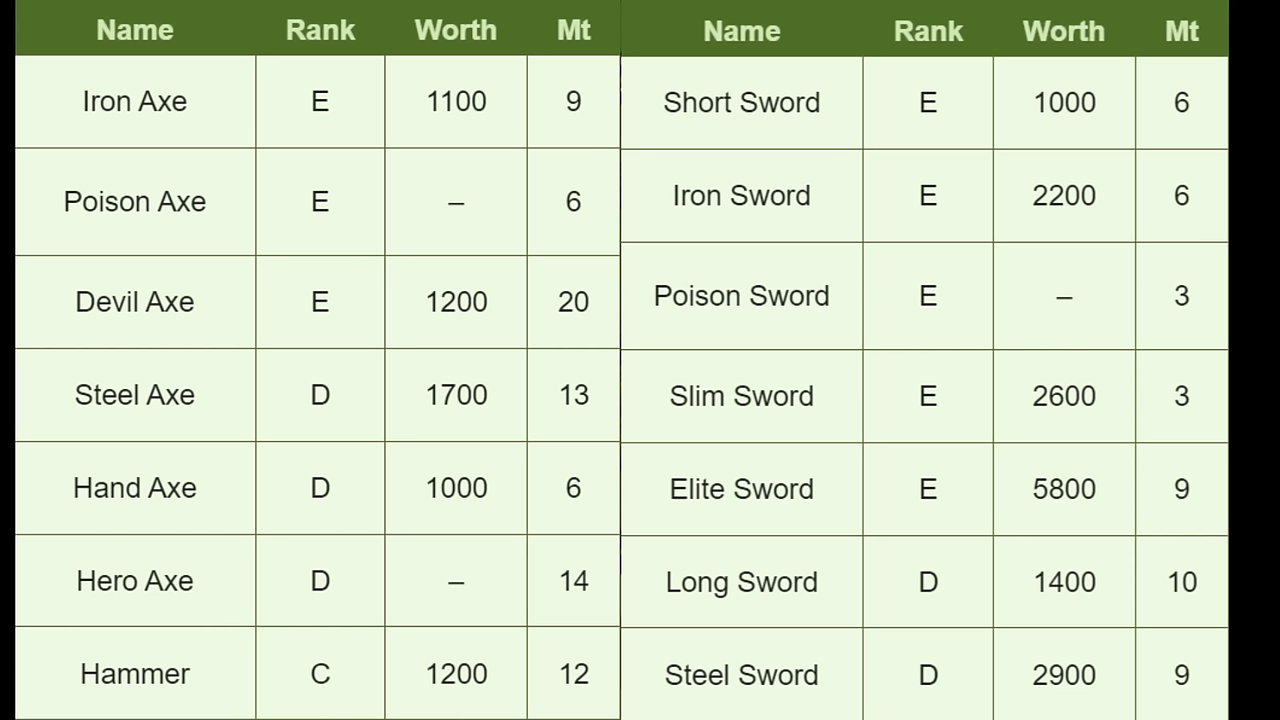 Name Rank Worth Mt
Iron Axe E 1100 9
Poison Axe E – 6
Devil Axe E 1200 20
Steel Axe D 1700 13
Hand Axe D 1000 6
Hero Axe D – 14
Hammer C 1200 12
Name Rank Worth Mt
Short Sword E 1000 6
Iron Sword E 2200 6
Poison Sword E – 3
Slim Sword E 2600 3
Elite Sword E 5800 9
Long Sword D 1400 10
Steel Sword D 2900 9